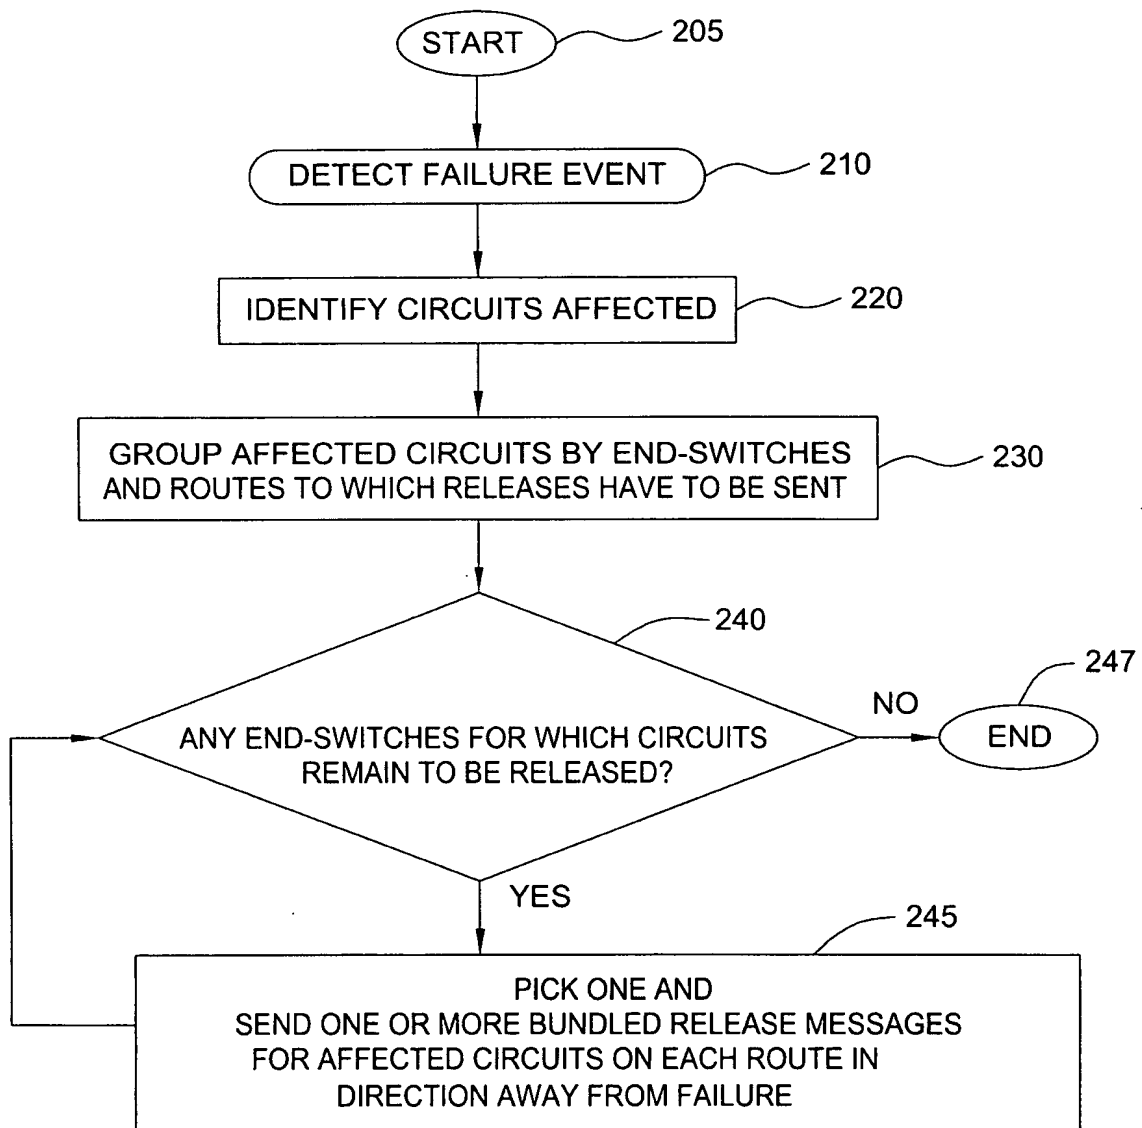 START
205
DETECT FAILURE EVENT
210
IDENTIFY CIRCUITS AFFECTED
220
GROUP AFFECTED CIRCUITS BY END-SWITCHES
AND ROUTES TO WHICH RELEASES HAVE TO BE SENT
230
240
ANY END-SWITCHES FOR WHICH CIRCUITS
REMAIN TO BE RELEASED?
NO
247
END
YES
245
PICK ONE AND
SEND ONE OR MORE BUNDLED RELEASE MESSAGES
FOR AFFECTED CIRCUITS ON EACH ROUTE IN
DIRECTION AWAY FROM FAILURE